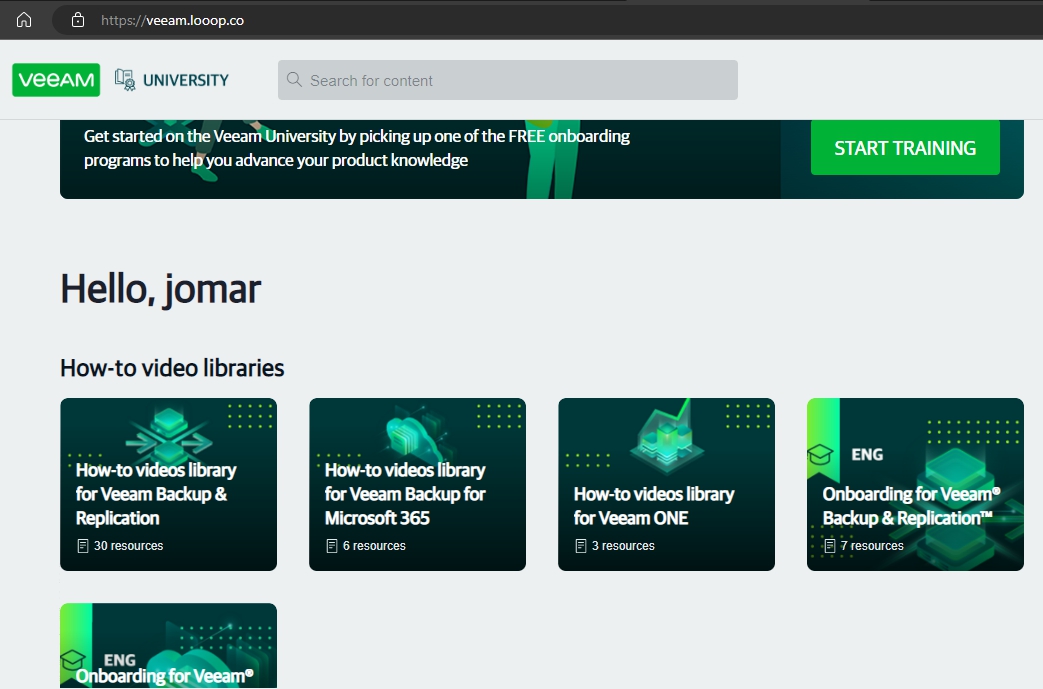 https://veeam.looop.co
veeam UNIVERSITY Search for content
Get started on the Veeam University by picking up one of the FREE onboarding
programs to help you advance your product knowledge
START TRAINING
Hello, jomar
How-to video libraries
How-to videos library
for Veeam Backup &
Replication
30 resources
How-to videos library
for Veeam Backup for
Microsoft 365
6 resources
How-to videos library
for Veeam ONE
3 resources
ENG
Onboarding for Veeam®
Backup & Replication™
7 resources
ENG
Onboarding for Veeam®